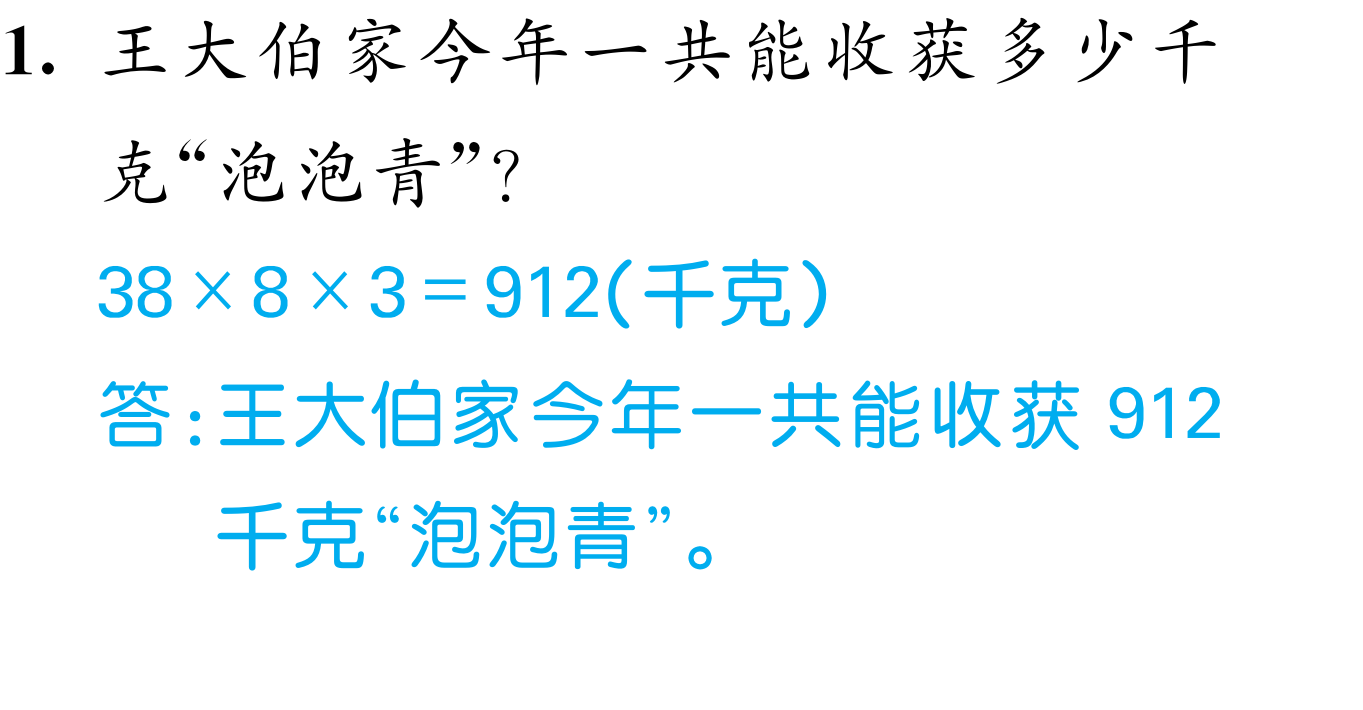 1. 王大伯家今年一共能收获多少千
克“泡泡青”?
38×8×3=912(千克)
答:王大伯家今年一共能收获 912
千克“泡泡青”。